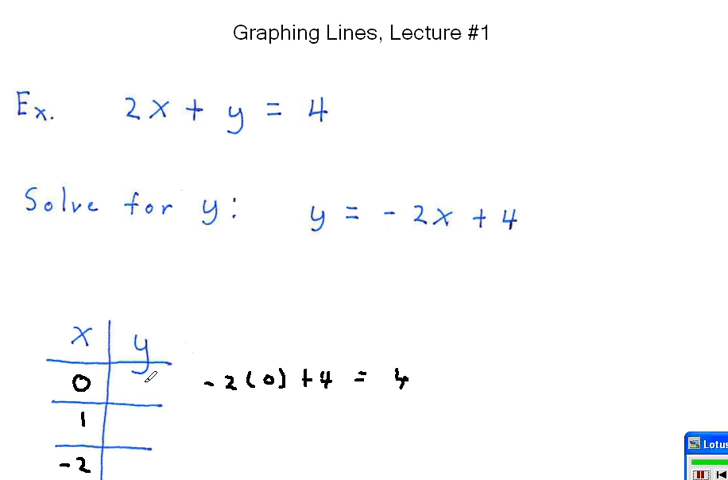 Graphing Lines, Lecture #1
Ex. 2x + y = 4
Solve for y: y = -2x + 4
x y
0 -2(0) + 4 = 4
1
-2
Lotus